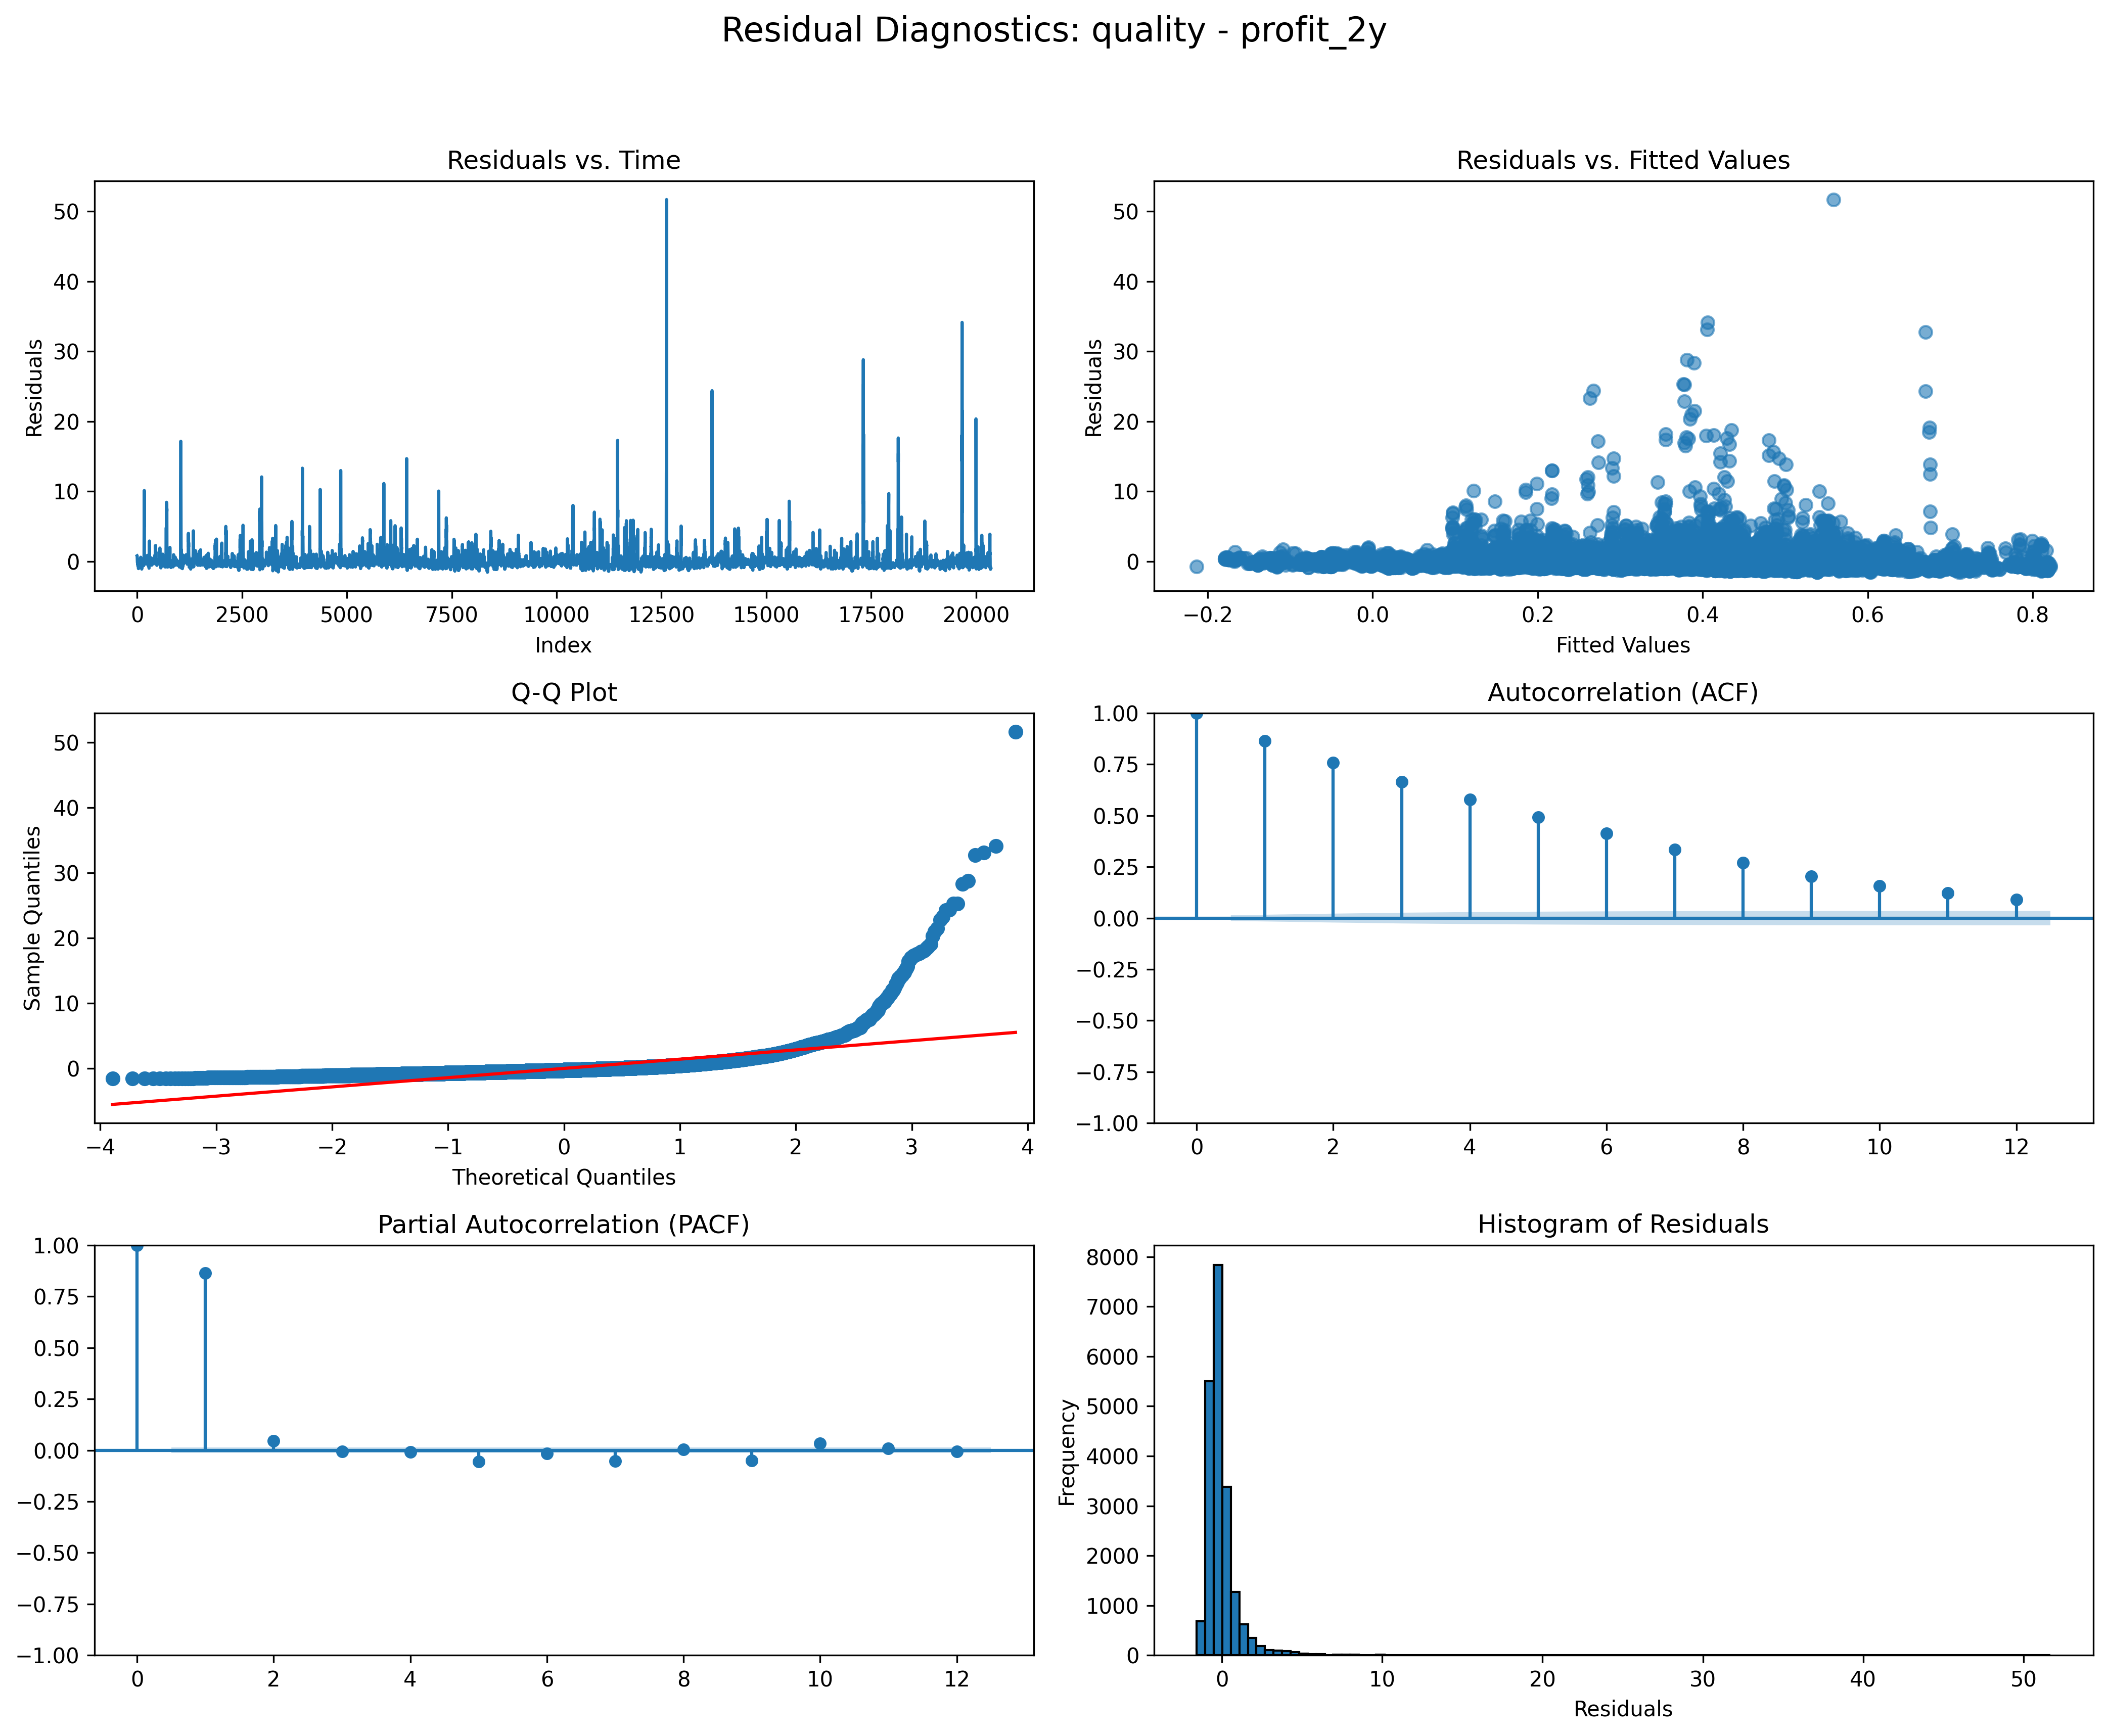 Residual Diagnostics: quality - profit_2y
Residuals vs. Time
Residuals
50
40
30
20
10
0
0 2500 5000 7500 10000 12500 15000 17500 20000
Index
Residuals vs. Fitted Values
Residuals
50
40
30
20
10
0
−0.2 0.0 0.2 0.4 0.6 0.8
Fitted Values
Q-Q Plot
Sample Quantiles
50
40
30
20
10
0
−4 −3 −2 −1 0 1 2 3 4
Theoretical Quantiles
Autocorrelation (ACF)
1.00
0.75
0.50
0.25
0.00
−0.25
−0.50
−0.75
−1.00
0 2 4 6 8 10 12
Partial Autocorrelation (PACF)
1.00
0.75
0.50
0.25
0.00
−0.25
−0.50
−0.75
−1.00
0 2 4 6 8 10 12
Histogram of Residuals
Frequency
8000
7000
6000
5000
4000
3000
2000
1000
0
0 10 20 30 40 50
Residuals